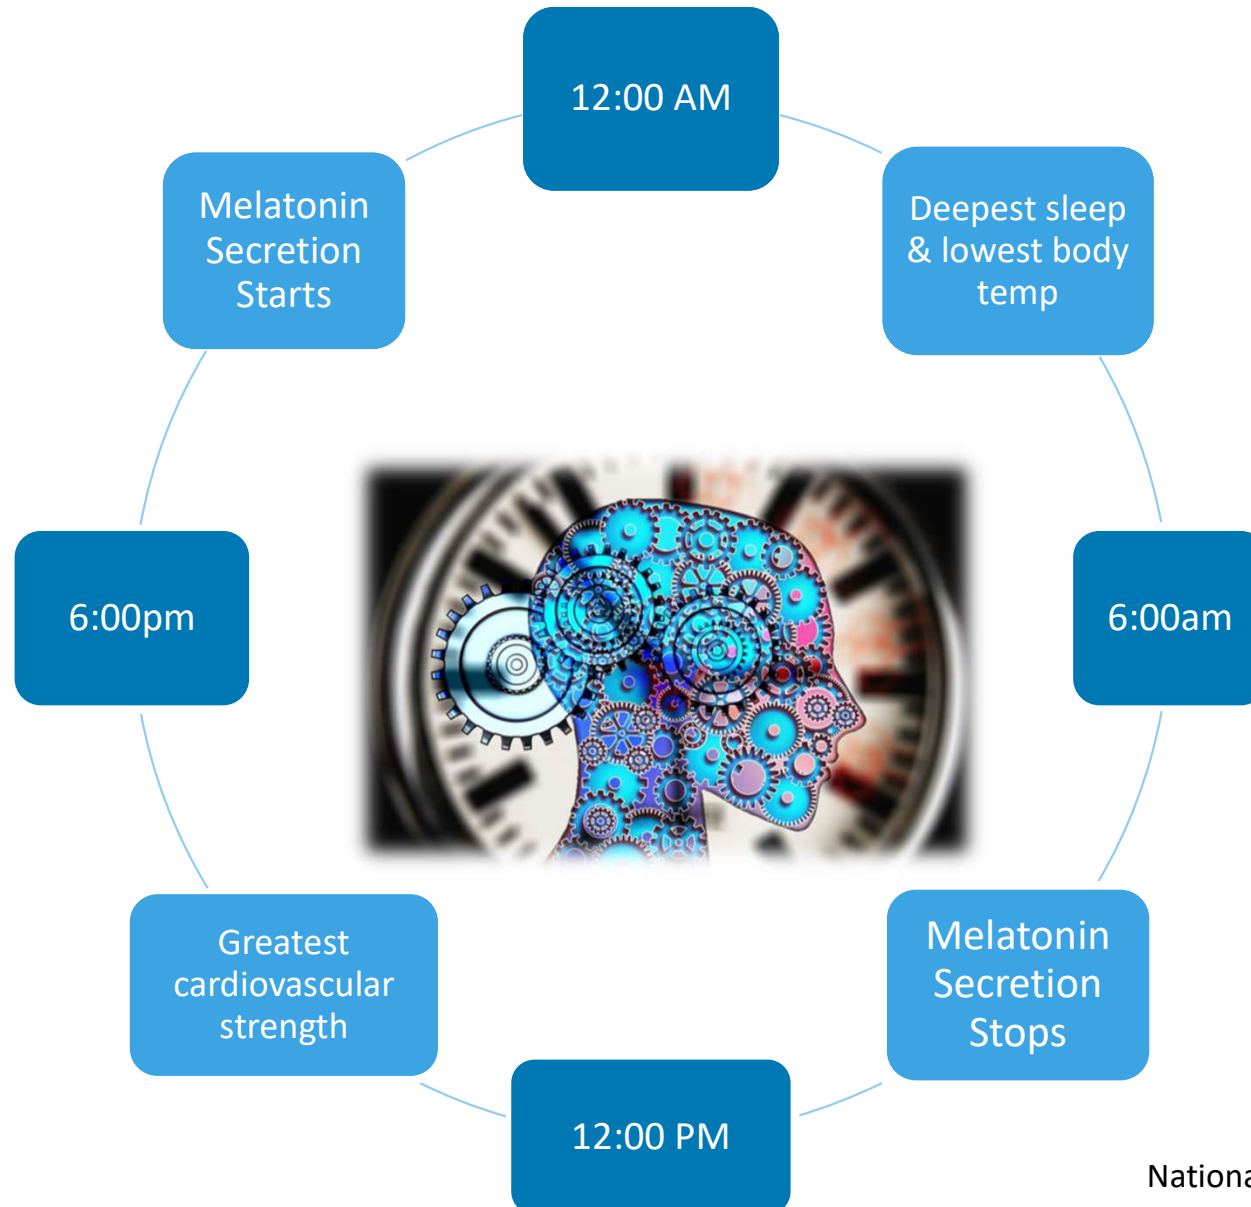 12:00 AM
Deepest sleep
& lowest body
temp
6:00am
Melatonin
Secretion
Stops
12:00 PM
Greatest
cardiovascular
strength
6:00pm
Melatonin
Secretion
Starts